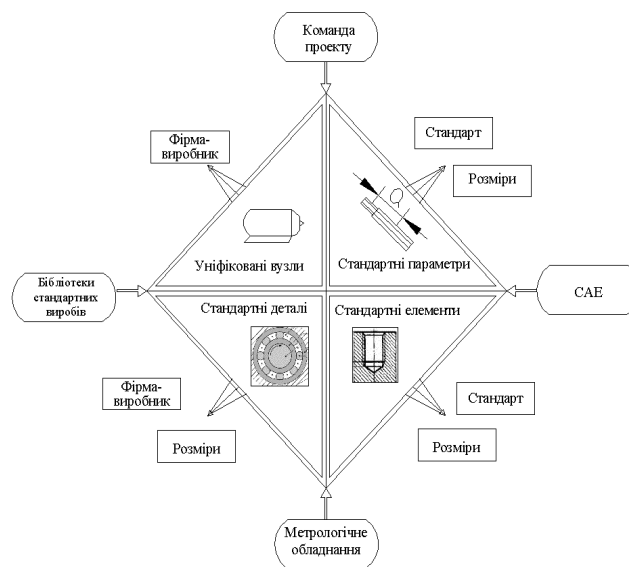 Команда
проекту
Фірма-
виробник
Стандарт
Розміри
Уніфіковані вузли
Стандартні параметри
Бібліотеки
стандартних
виробів
CAE
Стандартні деталі
Стандартні елементи
Фірма-
виробник
Розміри
Стандарт
Розміри
Метрологічне
обладнання